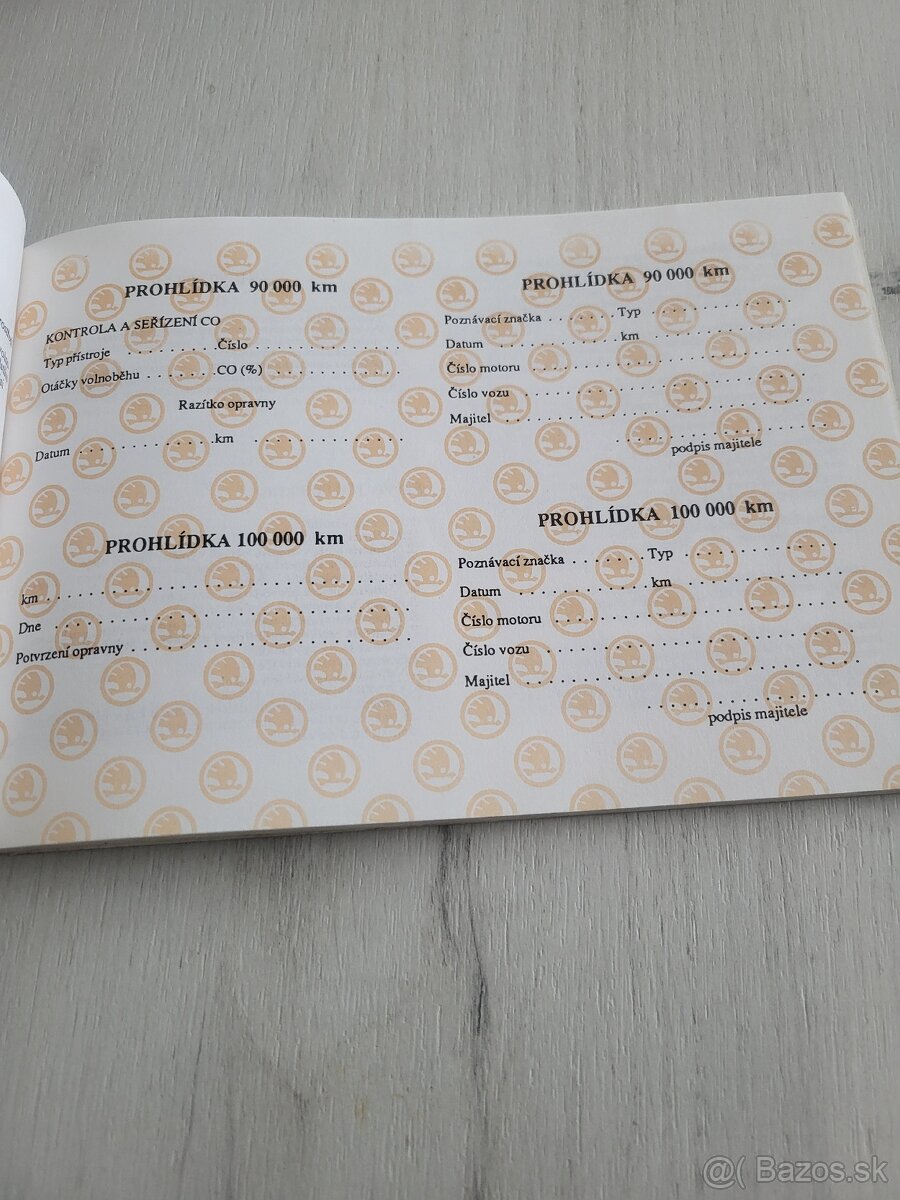 PROHLÍDKA 90 000 km
KONTROLA A SEŘÍZENÍ CO
Typ přístroje . . . . . . . . . . Číslo . . . . . . . . . . . . . . . .
Otáčky volnoběhu . . . . . . . . CO (%) . . . . . . . . . . . . . .
Razítko opravny
Datum . . . . . . . . . . . . . . km . . . . . . . . . . . . . . . .
PROHLÍDKA 100 000 km
km . . . . . . . . . . . . . . . . . . . . . . . . . . . . . .
Dne . . . . . . . . . . . . . . . . . . . . . . . . . . . . . .
Potvrzení opravny . . . . . . . . . . . . . . . . . . . . . .
PROHLÍDKA 90 000 km
Poznávací značka . . . . . . . Typ . . . . . . . . . . . . .
Datum . . . . . . . . . . . . . km . . . . . . . . . . . . .
Číslo motoru . . . . . . . . . . . . . . . . . . . . . . . .
Číslo vozu . . . . . . . . . . . . . . . . . . . . . . . . .
Majitel . . . . . . . . . . . . . . . . . . . . . . . . . . .
podpis majitele
PROHLÍDKA 100 000 km
Poznávací značka . . . . . . . Typ . . . . . . . . . . . . .
Datum . . . . . . . . . . . . . km . . . . . . . . . . . . .
Číslo motoru . . . . . . . . . . . . . . . . . . . . . . . .
Číslo vozu . . . . . . . . . . . . . . . . . . . . . . . . .
Majitel . . . . . . . . . . . . . . . . . . . . . . . . . . .
podpis majitele
@( Bazos.sk